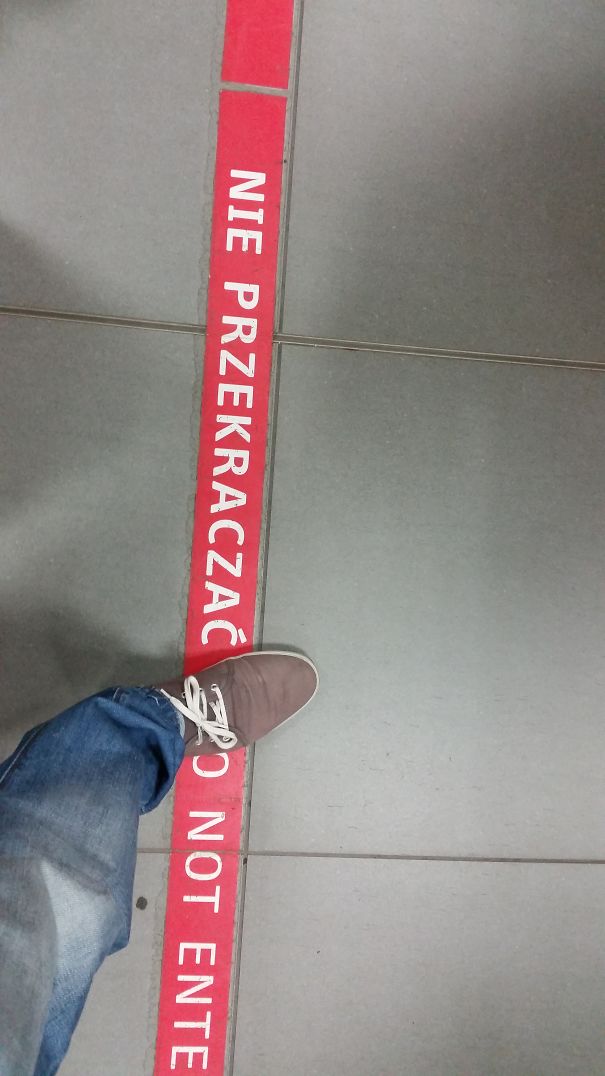 NIE PRZEKRACZAĆ O NOT ENTE